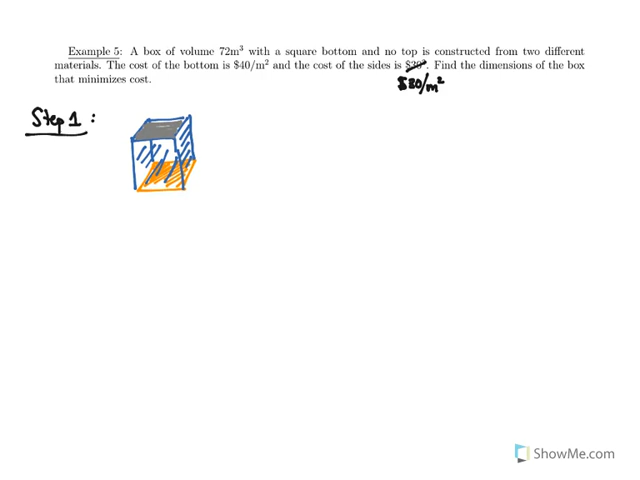 Example 5: A box of volume 72m³ with a square bottom and no top is constructed from two different
materials. The cost of the bottom is $40/m² and the cost of the sides is $30². Find the dimensions of the box
$30/m²
that minimizes cost.
Step 1:
ShowMe.com